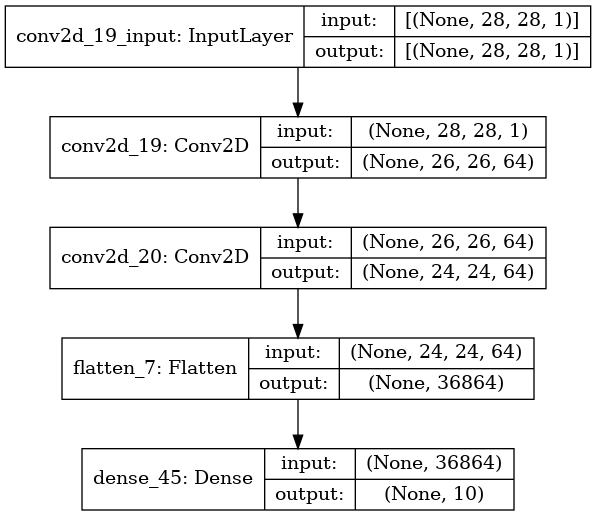 conv2d_19_input: InputLayer
input:
[(None, 28, 28, 1)]
output:
[(None, 28, 28, 1)]
conv2d_19: Conv2D
input:
(None, 28, 28, 1)
output:
(None, 26, 26, 64)
conv2d_20: Conv2D
input:
(None, 26, 26, 64)
output:
(None, 24, 24, 64)
flatten_7: Flatten
input:
(None, 24, 24, 64)
output:
(None, 36864)
dense_45: Dense
input:
(None, 36864)
output:
(None, 10)